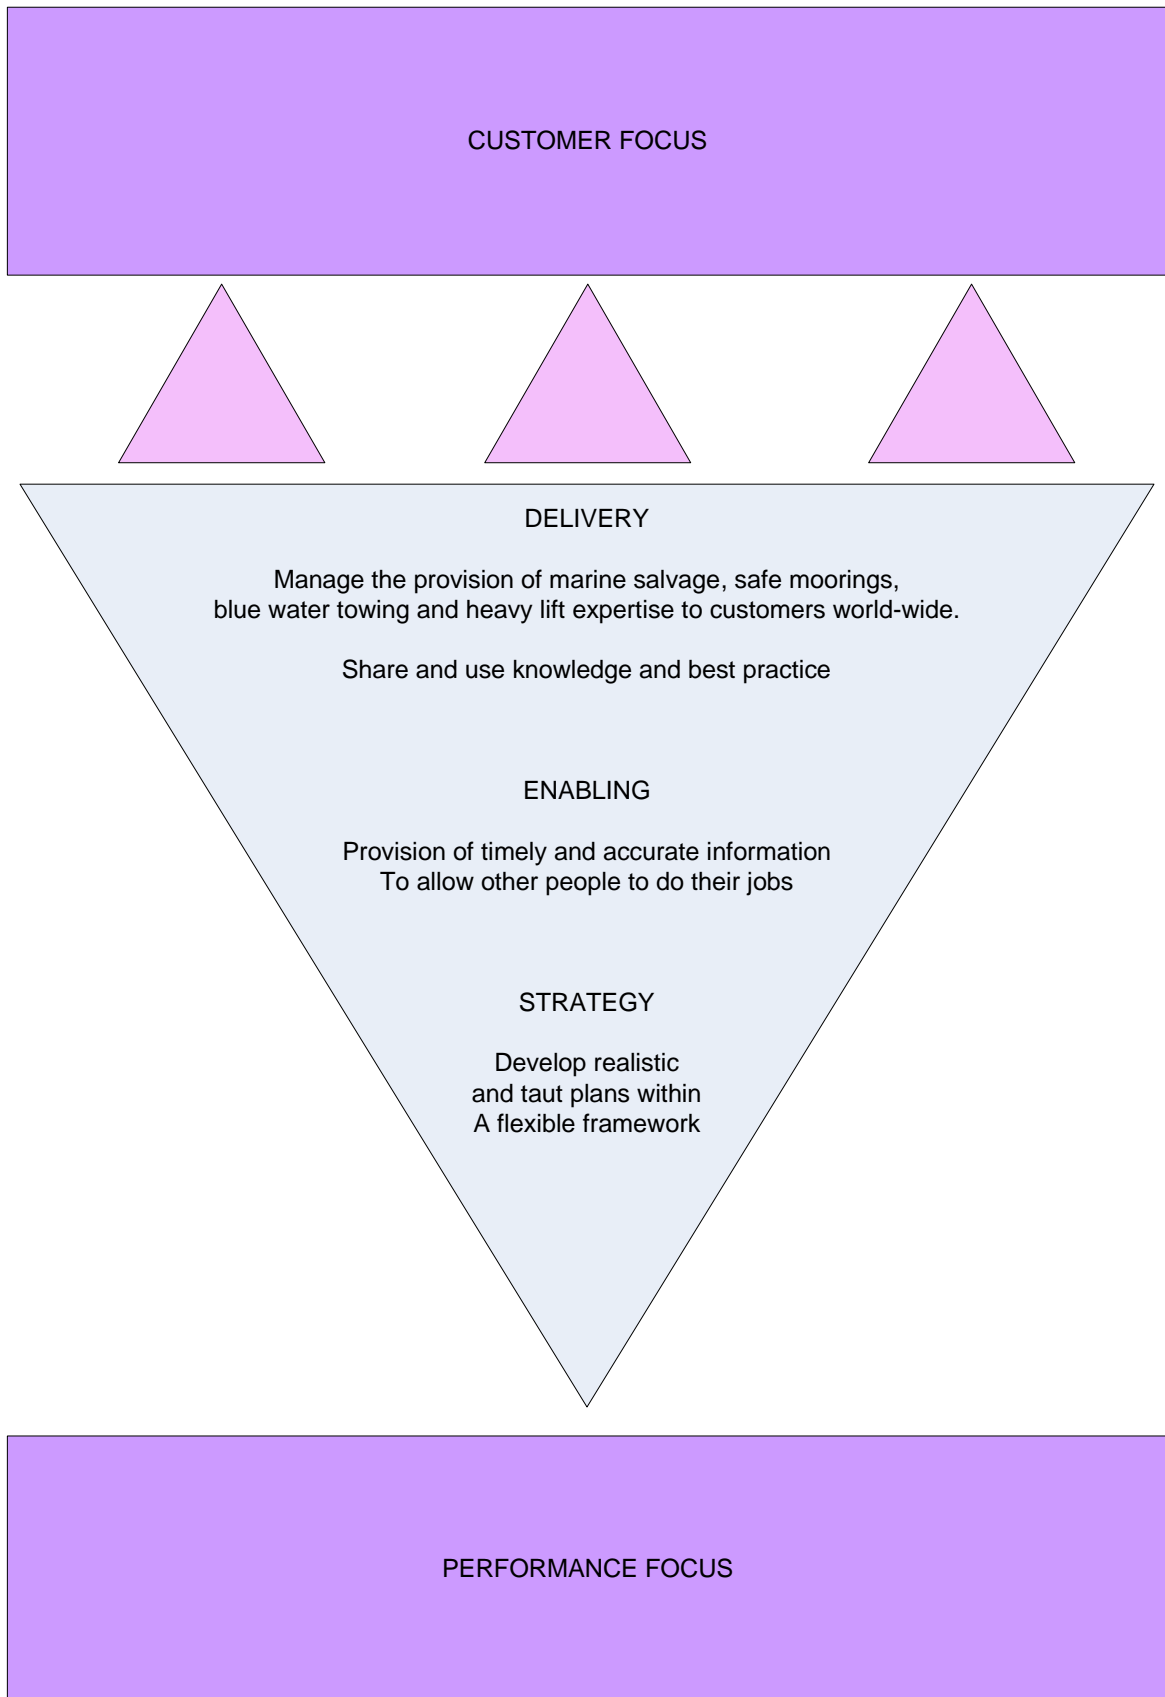 CUSTOMER FOCUS
DELIVERY
Manage the provision of marine salvage, safe moorings,
blue water towing and heavy lift expertise to customers world-wide.
Share and use knowledge and best practice
ENABLING
Provision of timely and accurate information
To allow other people to do their jobs
STRATEGY
Develop realistic
and taut plans within
A flexible framework
PERFORMANCE FOCUS